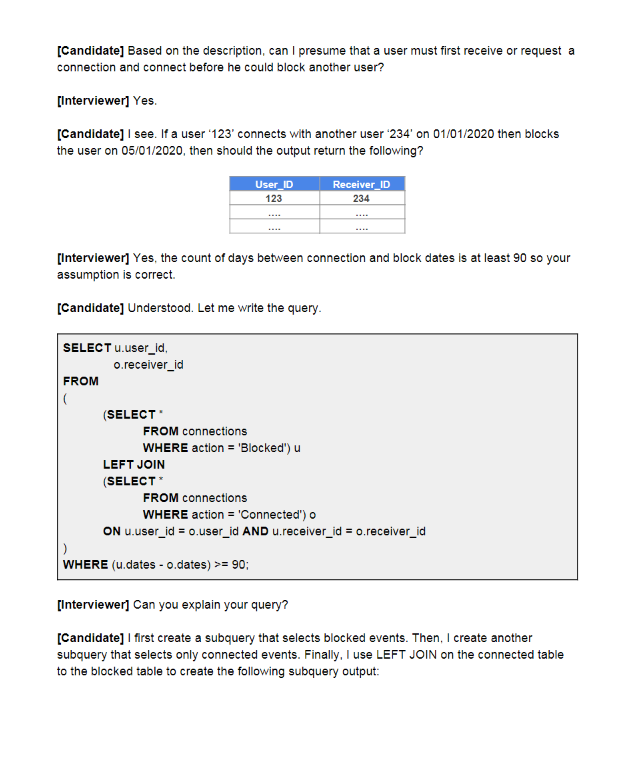 [Candidate] Based on the description, can I presume that a user must first receive or request a
connection and connect before he could block another user?
[Interviewer] Yes.
[Candidate] I see. If a user '123' connects with another user '234' on 01/01/2020 then blocks
the user on 05/01/2020, then should the output return the following?
User_ID Receiver_ID
123 234
.... ....
.... ....
[Interviewer] Yes, the count of days between connection and block dates is at least 90 so your
assumption is correct.
[Candidate] Understood. Let me write the query.
SELECT u.user_id,
o.receiver_id
FROM
(
(SELECT *
FROM connections
WHERE action = 'Blocked') u
LEFT JOIN
(SELECT *
FROM connections
WHERE action = 'Connected') o
ON u.user_id = o.user_id AND u.receiver_id = o.receiver_id
)
WHERE (u.dates - o.dates) >= 90;
[Interviewer] Can you explain your query?
[Candidate] I first create a subquery that selects blocked events. Then, I create another
subquery that selects only connected events. Finally, I use LEFT JOIN on the connected table
to the blocked table to create the following subquery output: